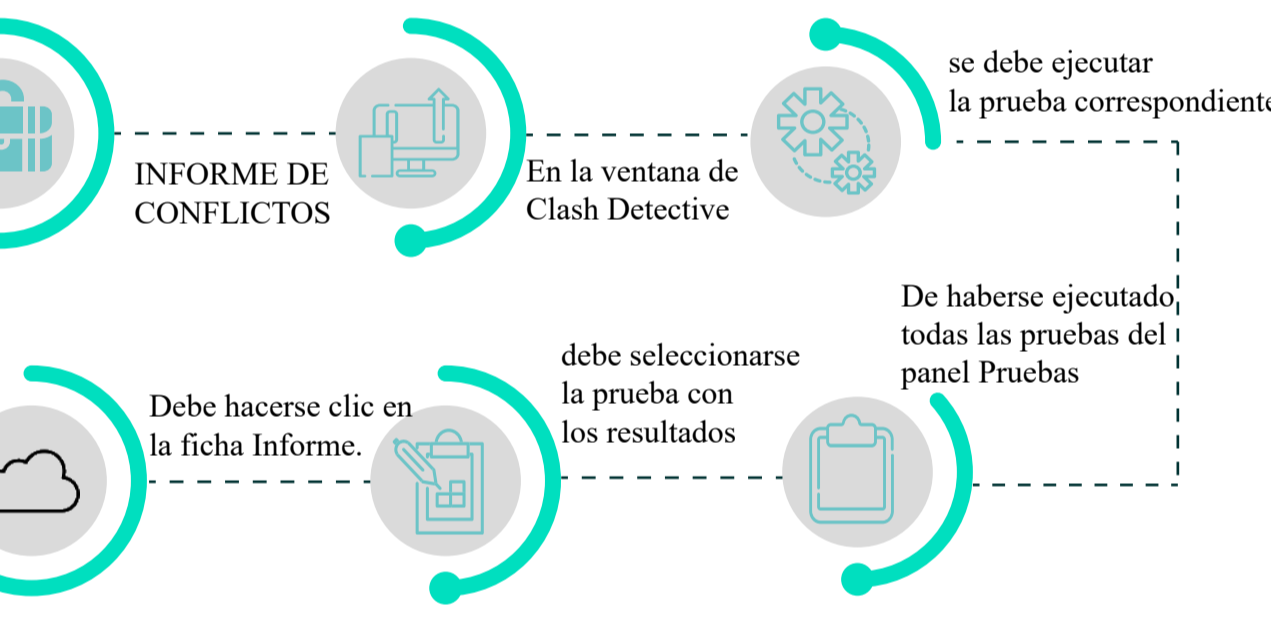 INFORME DE
CONFLICTOS
En la ventana de
Clash Detective
se debe ejecutar
la prueba correspondiente
De haberse ejecutado
todas las pruebas del
panel Pruebas
debe seleccionarse
la prueba con
los resultados
Debe hacerse clic en
la ficha Informe.